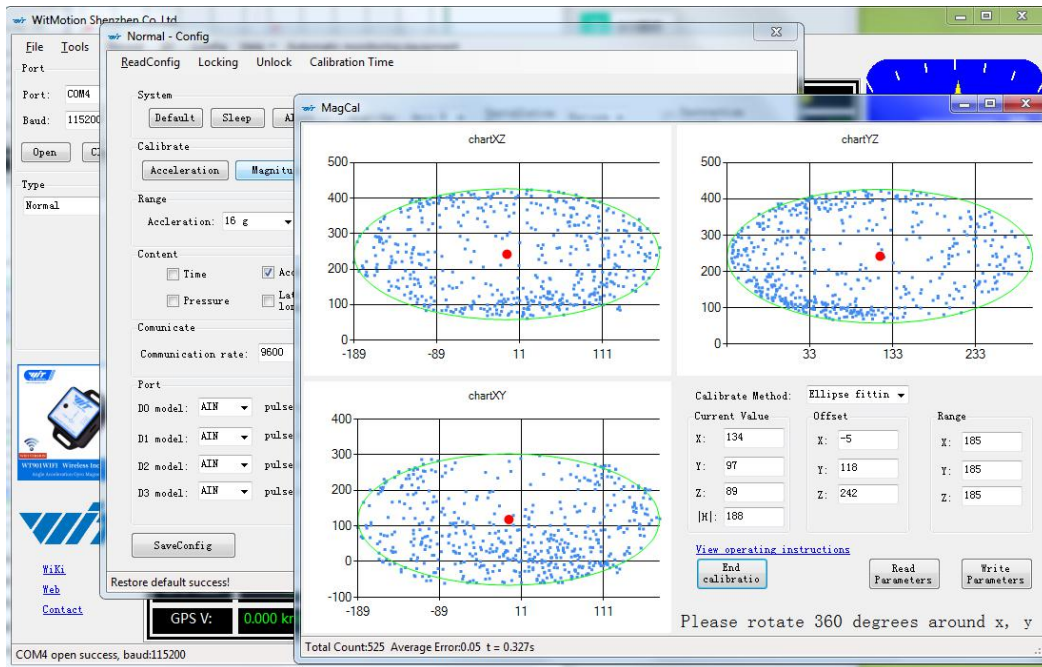 WitMotion Shenzhen Co. Ltd
File Tools
Port
Port: COM4
Baud: 115200
Open
Type
Normal
WT901WIFI Wireless
WiKi
Web
Contact
GPS V: 0.000
COM4 open success, baud:115200
Normal - Config
ReadConfig Locking Unlock Calibration Time
System
Default Sleep
Calibrate
Acceleration Magnitu
Range
Accleration: 16 g
Content
Time
Pressure
Comunicate
Communication rate: 9600
Port
D0 model: AIN pulse
D1 model: AIN pulse
D2 model: AIN pulse
D3 model: AIN pulse
SaveConfig
Restore default success!
MagCal
chartXZ
500
400
300
200
100
0
-189 -89 11 111
chartYZ
500
400
300
200
100
0
33 133 233
chartXY
400
300
200
100
0
-100
-189 -89 11 111
Calibrate Method: Ellipse fittin
Current Value Offset Range
X: 134 X: -5 X: 185
Y: 97 Y: 118 Y: 185
Z: 89 Z: 242 Z: 185
|H|: 188
View operating instructions
End calibratio
Read Parameters
Write Parameters
Please rotate 360 degrees around x, y
Total Count:525 Average Error:0.05 t = 0.327s